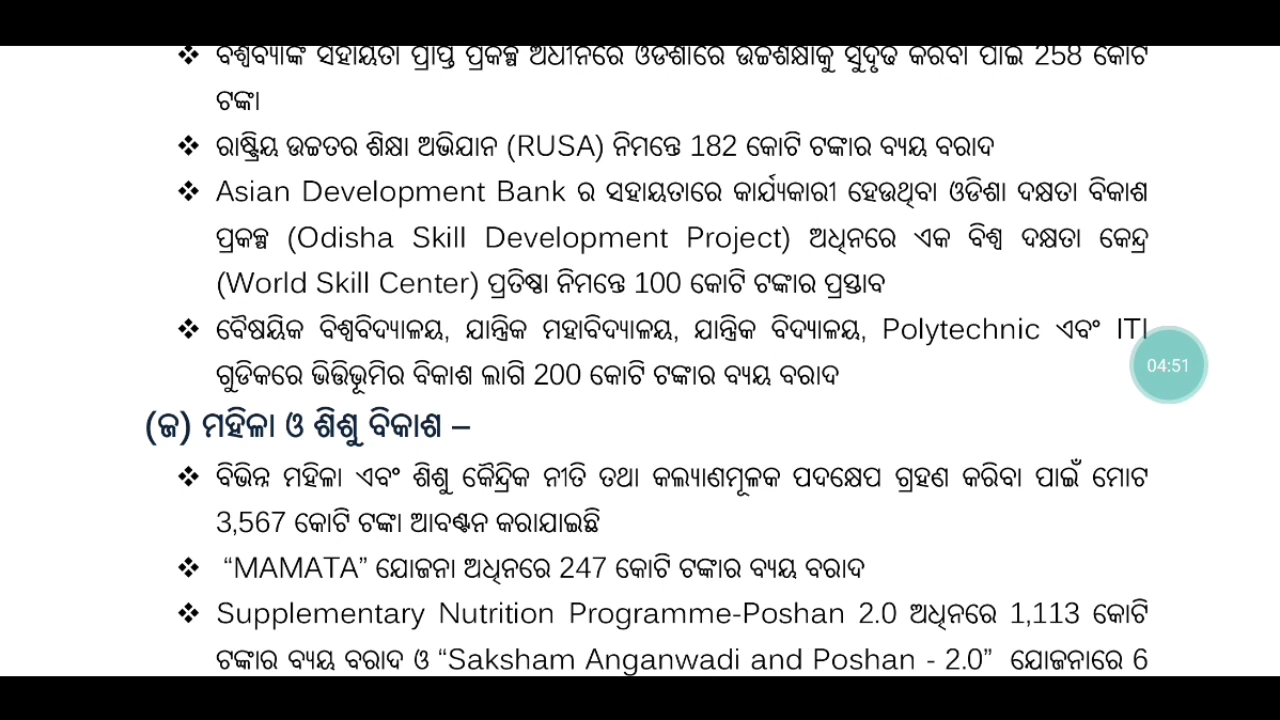 ❖ ବିଶ୍ୱବ୍ୟାଙ୍କ ସହାୟତା ପ୍ରାପ୍ତ ପ୍ରକଳ୍ପ ଅଧୀନରେ ଓଡିଶାରେ ଉଚ୍ଚଶିକ୍ଷାକୁ ସୁଦୃଢ କରିବା ପାଇଁ 258 କୋଟି
ଟଙ୍କା
❖ ରାଷ୍ଟ୍ରିୟ ଉଚ୍ଚତର ଶିକ୍ଷା ଅଭିଯାନ (RUSA) ନିମନ୍ତେ 182 କୋଟି ଟଙ୍କାର ବ୍ୟୟ ବରାଦ
❖ Asian Development Bank ର ସହାୟତାରେ କାର୍ଯ୍ୟକାରୀ ହେଉଥିବା ଓଡିଶା ଦକ୍ଷତା ବିକାଶ
ପ୍ରକଳ୍ପ (Odisha Skill Development Project) ଅଧିନରେ ଏକ ବିଶ୍ୱ ଦକ୍ଷତା କେନ୍ଦ୍ର
(World Skill Center) ପ୍ରତିଷ୍ଠା ନିମନ୍ତେ 100 କୋଟି ଟଙ୍କାର ପ୍ରସ୍ତାବ
❖ ବୈଷୟିକ ବିଶ୍ୱବିଦ୍ୟାଳୟ, ଯାନ୍ତ୍ରିକ ମହାବିଦ୍ୟାଳୟ, ଯାନ୍ତ୍ରିକ ବିଦ୍ୟାଳୟ, Polytechnic ଏବଂ ITI
04:51
ଗୁଡିକରେ ଭିତ୍ତିଭୂମିର ବିକାଶ ଲାଗି 200 କୋଟି ଟଙ୍କାର ବ୍ୟୟ ବରାଦ
(ଜ) ମହିଳା ଓ ଶିଶୁ ବିକାଶ –
❖ ବିଭିନ୍ନ ମହିଳା ଏବଂ ଶିଶୁ କୈନ୍ଦ୍ରିକ ନୀତି ତଥା କଲ୍ୟାଣମୂଳକ ପଦକ୍ଷେପ ଗ୍ରହଣ କରିବା ପାଇଁ ମୋଟ
3,567 କୋଟି ଟଙ୍କା ଆବଣ୍ଟନ କରାଯାଇଛି
❖ “MAMATA” ଯୋଜନା ଅଧିନରେ 247 କୋଟି ଟଙ୍କାର ବ୍ୟୟ ବରାଦ
❖ Supplementary Nutrition Programme-Poshan 2.0 ଅଧିନରେ 1,113 କୋଟି
ଟଙ୍କାର ବ୍ୟୟ ବରାଦ ଓ “Saksham Anganwadi and Poshan - 2.0” ଯୋଜନାରେ 6